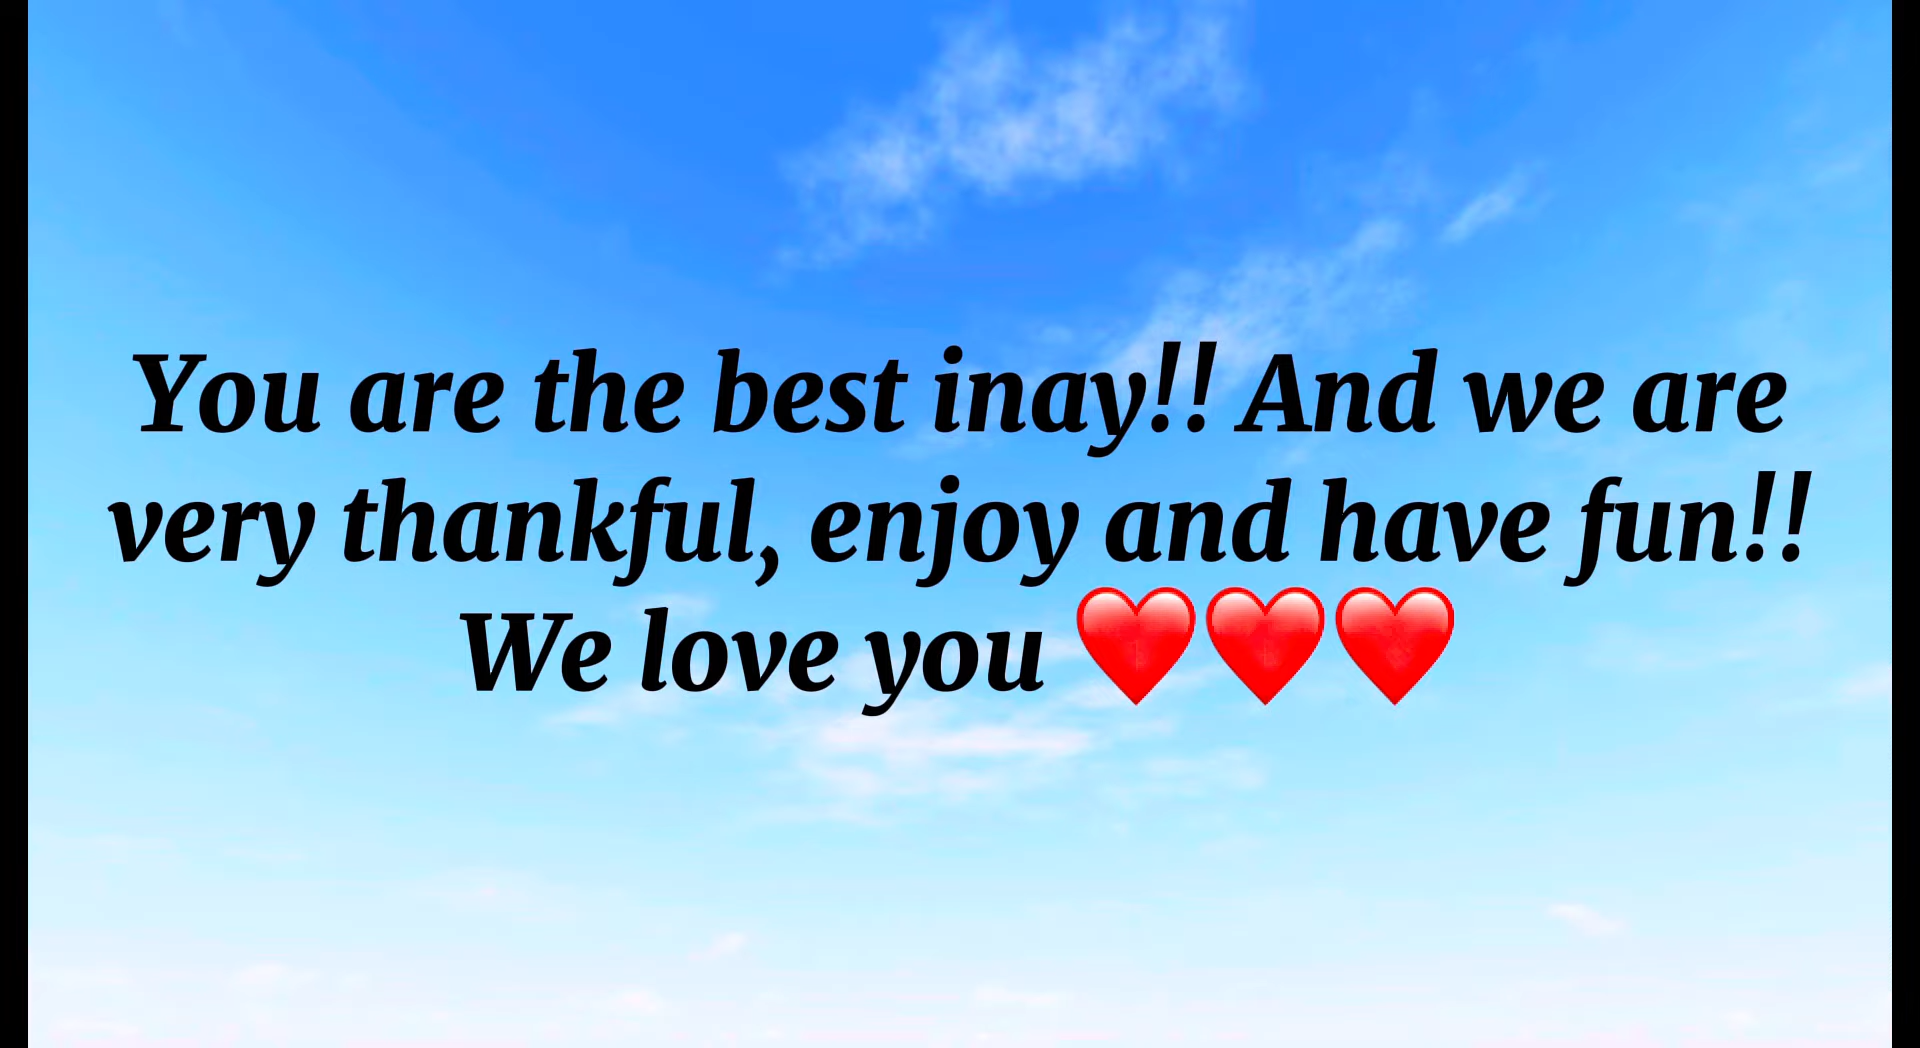 You are the best inay!! And we are
very thankful, enjoy and have fun!!
We love you ❤️❤️❤️